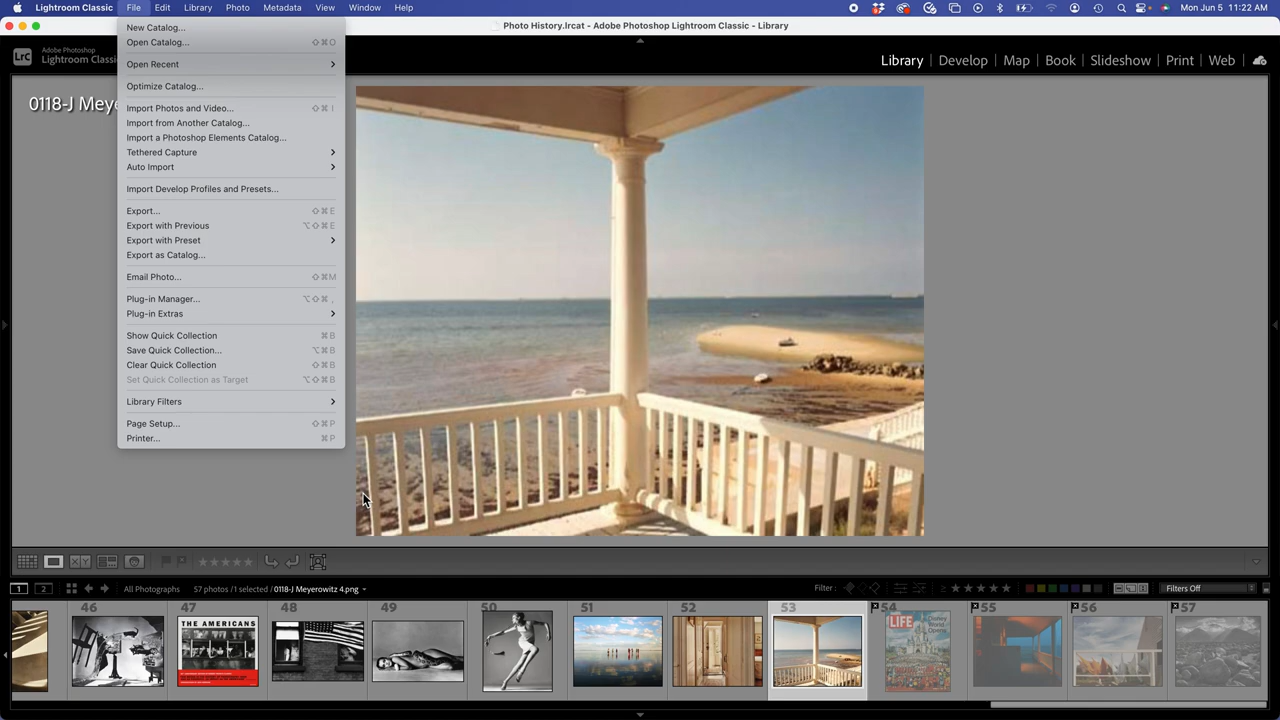 Lightroom Classic File Edit Library Photo Metadata View Window Help Mon Jun 5 11:22 AM
Photo History.lrcat - Adobe Photoshop Lightroom Classic - Library
New Catalog...
Open Catalog... ⇧⌘O
Open Recent
Optimize Catalog...
Import Photos and Video... ⇧⌘I
Import from Another Catalog...
Import a Photoshop Elements Catalog...
Tethered Capture
Auto Import
Import Develop Profiles and Presets...
Export... ⇧⌘E
Export with Previous ⌥⇧⌘E
Export with Preset
Export as Catalog...
Email Photo... ⇧⌘M
Plug-in Manager... ⌥⇧⌘,
Plug-in Extras
Show Quick Collection ⌘B
Save Quick Collection... ⌥⌘B
Clear Quick Collection ⇧⌘B
Set Quick Collection as Target ⌥⇧⌘B
Library Filters
Page Setup... ⇧⌘P
Printer... ⌘P
LrC
Adobe Photoshop
Lightroom Classic
Library | Develop | Map | Book | Slideshow | Print | Web
0118-J Meye
XY
1 2 All Photographs 57 photos / 1 selected / 0118-J Meyerowitz 4.png Filter : Filters Off
46 47 48 49 50 51 52 53 54 55 56 57
THE AMERICANS
LIFE
Disney
World
Opens